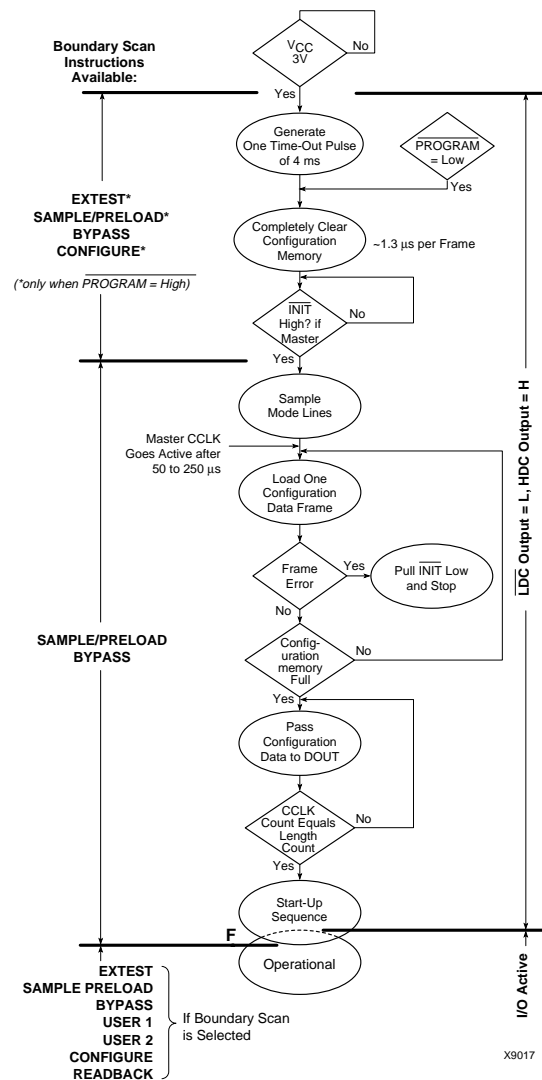 Boundary Scan
Instructions
Available:
VCC
3V
No
Yes
Generate
One Time-Out Pulse
of 4 ms
PROGRAM
= Low
Yes
EXTEST*
SAMPLE/PRELOAD*
BYPASS
CONFIGURE*
(*only when PROGRAM = High)
Completely Clear
Configuration
Memory
~1.3 µs per Frame
INIT
High? if
Master
No
Yes
Sample
Mode Lines
Master CCLK
Goes Active after
50 to 250 µs
Load One
Configuration
Data Frame
Frame
Error
Yes
Pull INIT Low
and Stop
No
SAMPLE/PRELOAD
BYPASS
Config-
uration
memory
Full
No
Yes
Pass
Configuration
Data to DOUT
CCLK
Count Equals
Length
Count
No
Yes
Start-Up
Sequence
F
Operational
LDC Output = L, HDC Output = H
I/O Active
EXTEST
SAMPLE PRELOAD
BYPASS
USER 1
USER 2
CONFIGURE
READBACK
If Boundary Scan
is Selected
X9017